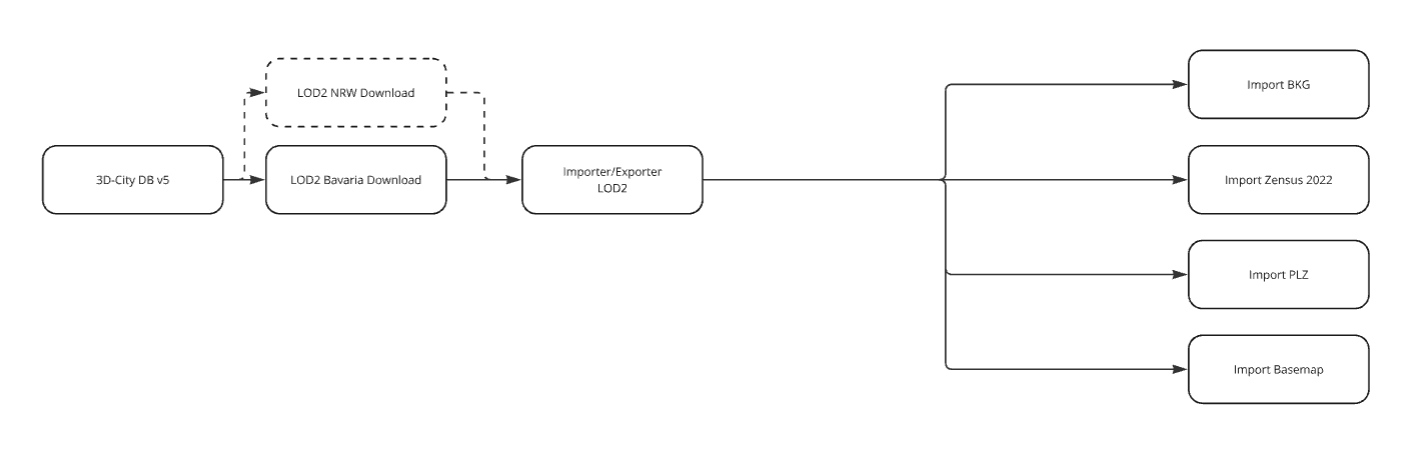 LOD2 NRW Download
3D-City DB v5
LOD2 Bavaria Download
Importer/Exporter
LOD2
Import BKG
Import Zensus 2022
Import PLZ
Import Basemap